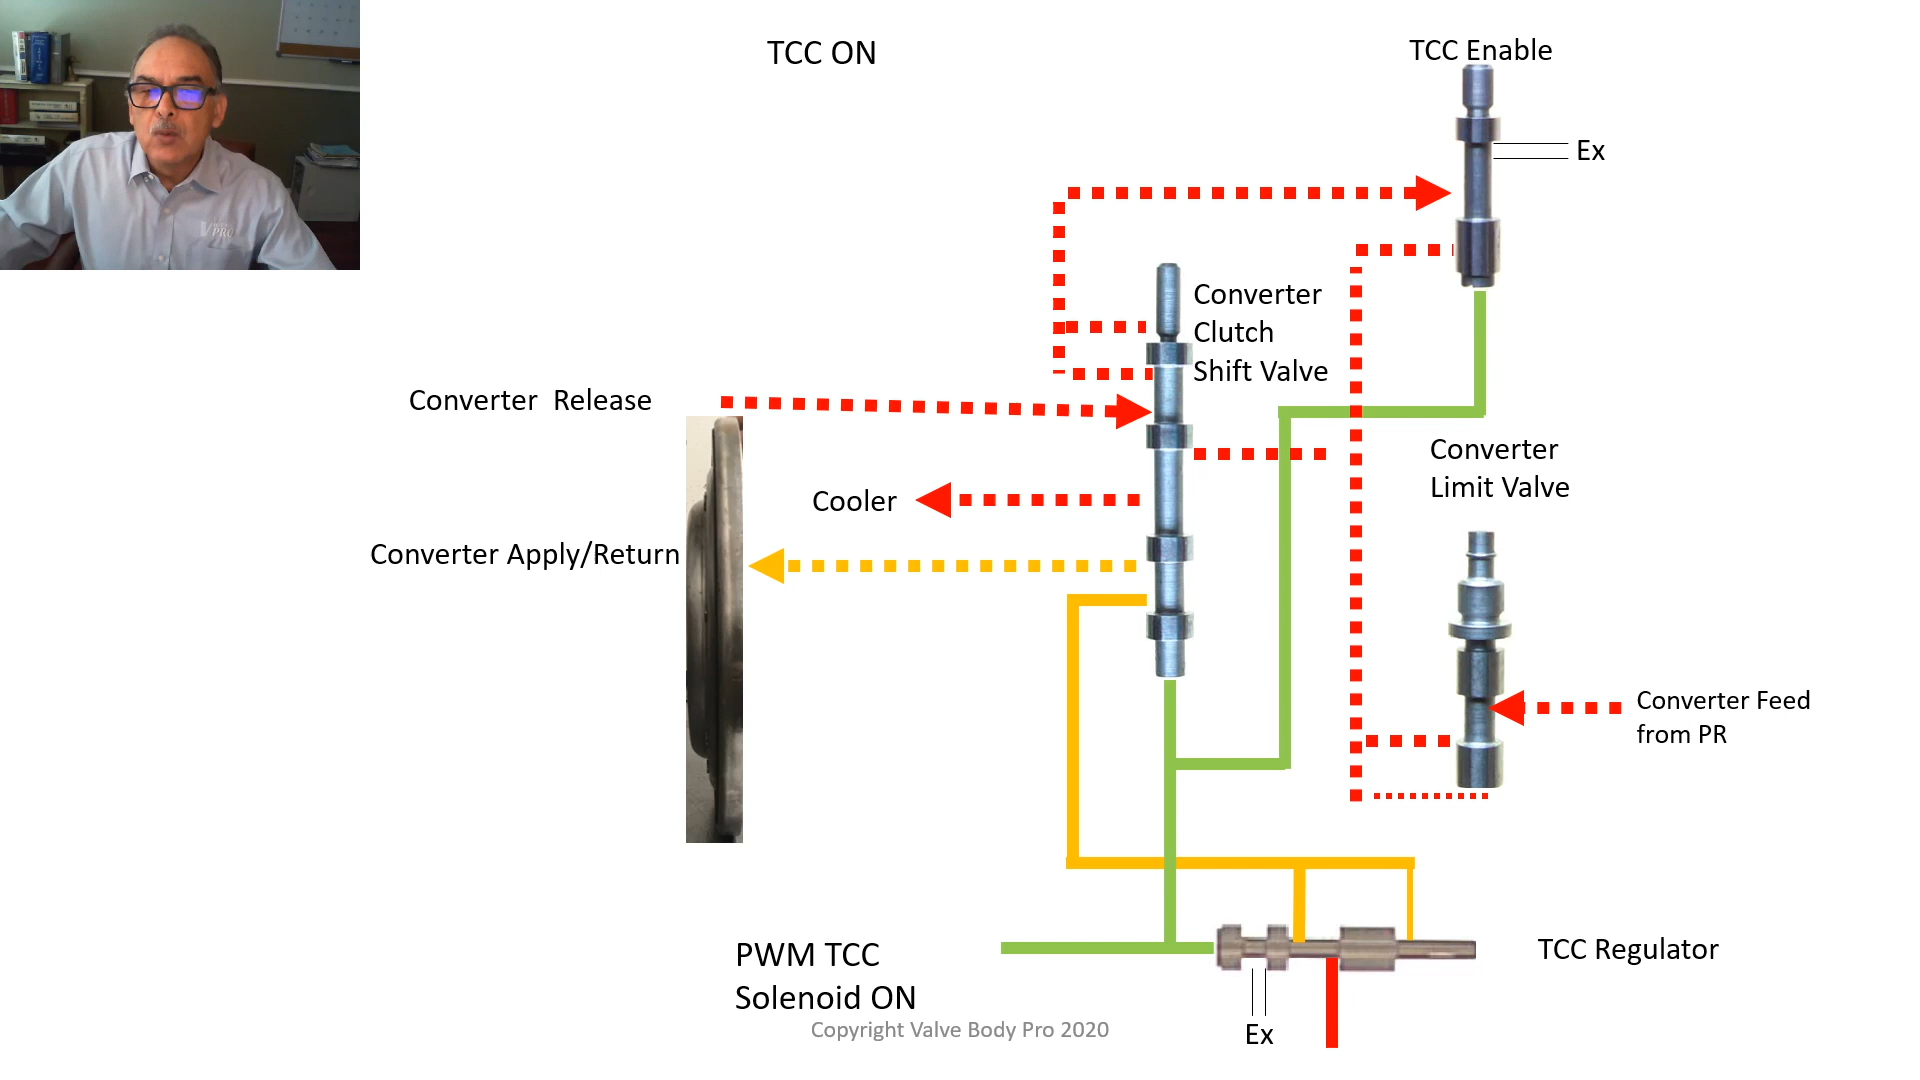 TCC ON
TCC Enable
Ex
Converter
Clutch
Shift Valve
Converter Release
Converter
Limit Valve
Cooler
Converter Apply/Return
Converter Feed
from PR
PWM TCC
Solenoid ON
TCC Regulator
Ex
Copyright Valve Body Pro 2020
PRO